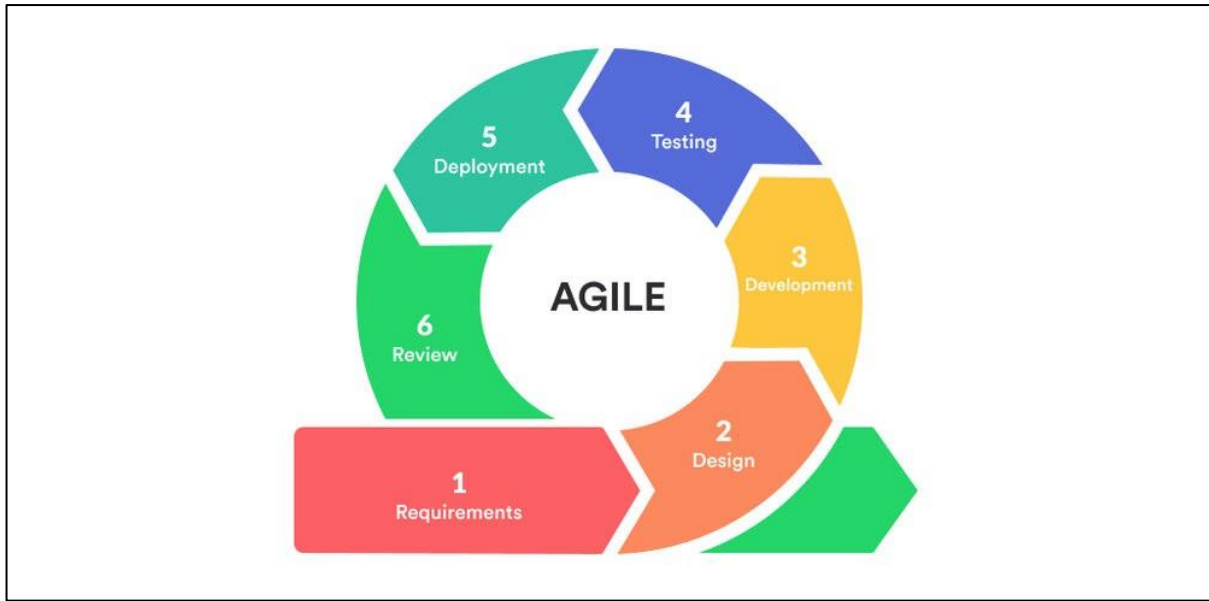 AGILE
1
Requirements
2
Design
3
Development
4
Testing
5
Deployment
6
Review